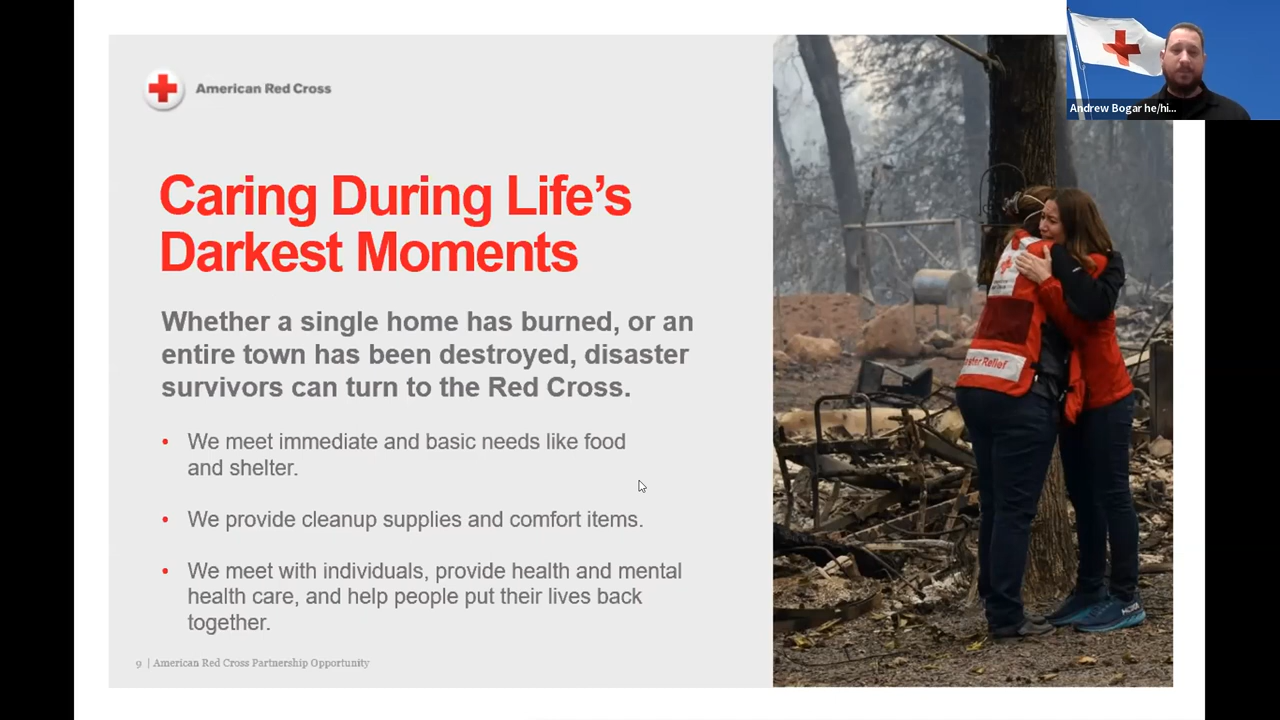 American Red Cross
Caring During Life’s
Darkest Moments
Whether a single home has burned, or an
entire town has been destroyed, disaster
survivors can turn to the Red Cross.
• We meet immediate and basic needs like food
and shelter.
• We provide cleanup supplies and comfort items.
• We meet with individuals, provide health and mental
health care, and help people put their lives back
together.
9 | American Red Cross Partnership Opportunity
Andrew Bogar he/hi...
Relief